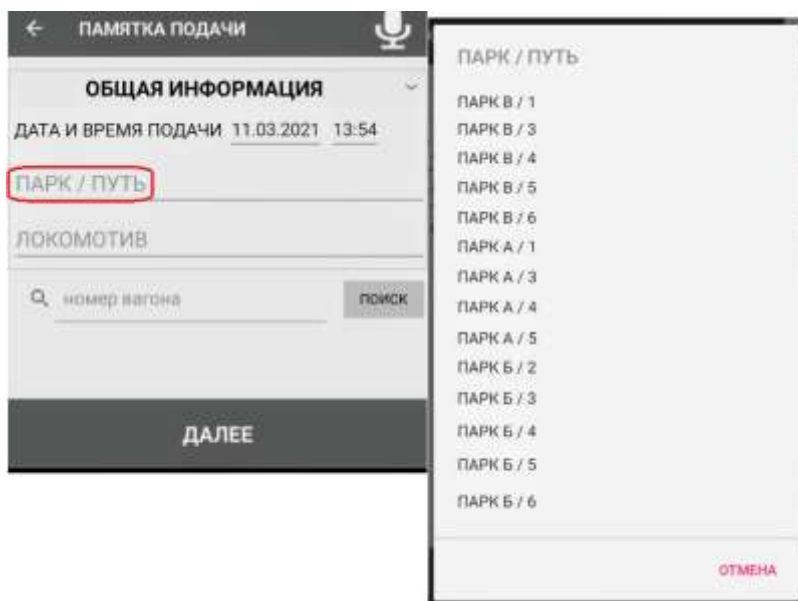 ПАМЯТКА ПОДАЧИ
ОБЩАЯ ИНФОРМАЦИЯ
ДАТА И ВРЕМЯ ПОДАЧИ 11.03.2021 13:54
ПАРК / ПУТЬ
ЛОКОМОТИВ
номер вагона ПОИСК
ДАЛЕЕ
ПАРК / ПУТЬ
ПАРК В / 1
ПАРК В / 3
ПАРК В / 4
ПАРК В / 5
ПАРК В / 6
ПАРК А / 1
ПАРК А / 3
ПАРК А / 4
ПАРК А / 5
ПАРК Б / 2
ПАРК Б / 3
ПАРК Б / 4
ПАРК Б / 5
ПАРК Б / 6
ОТМЕНА